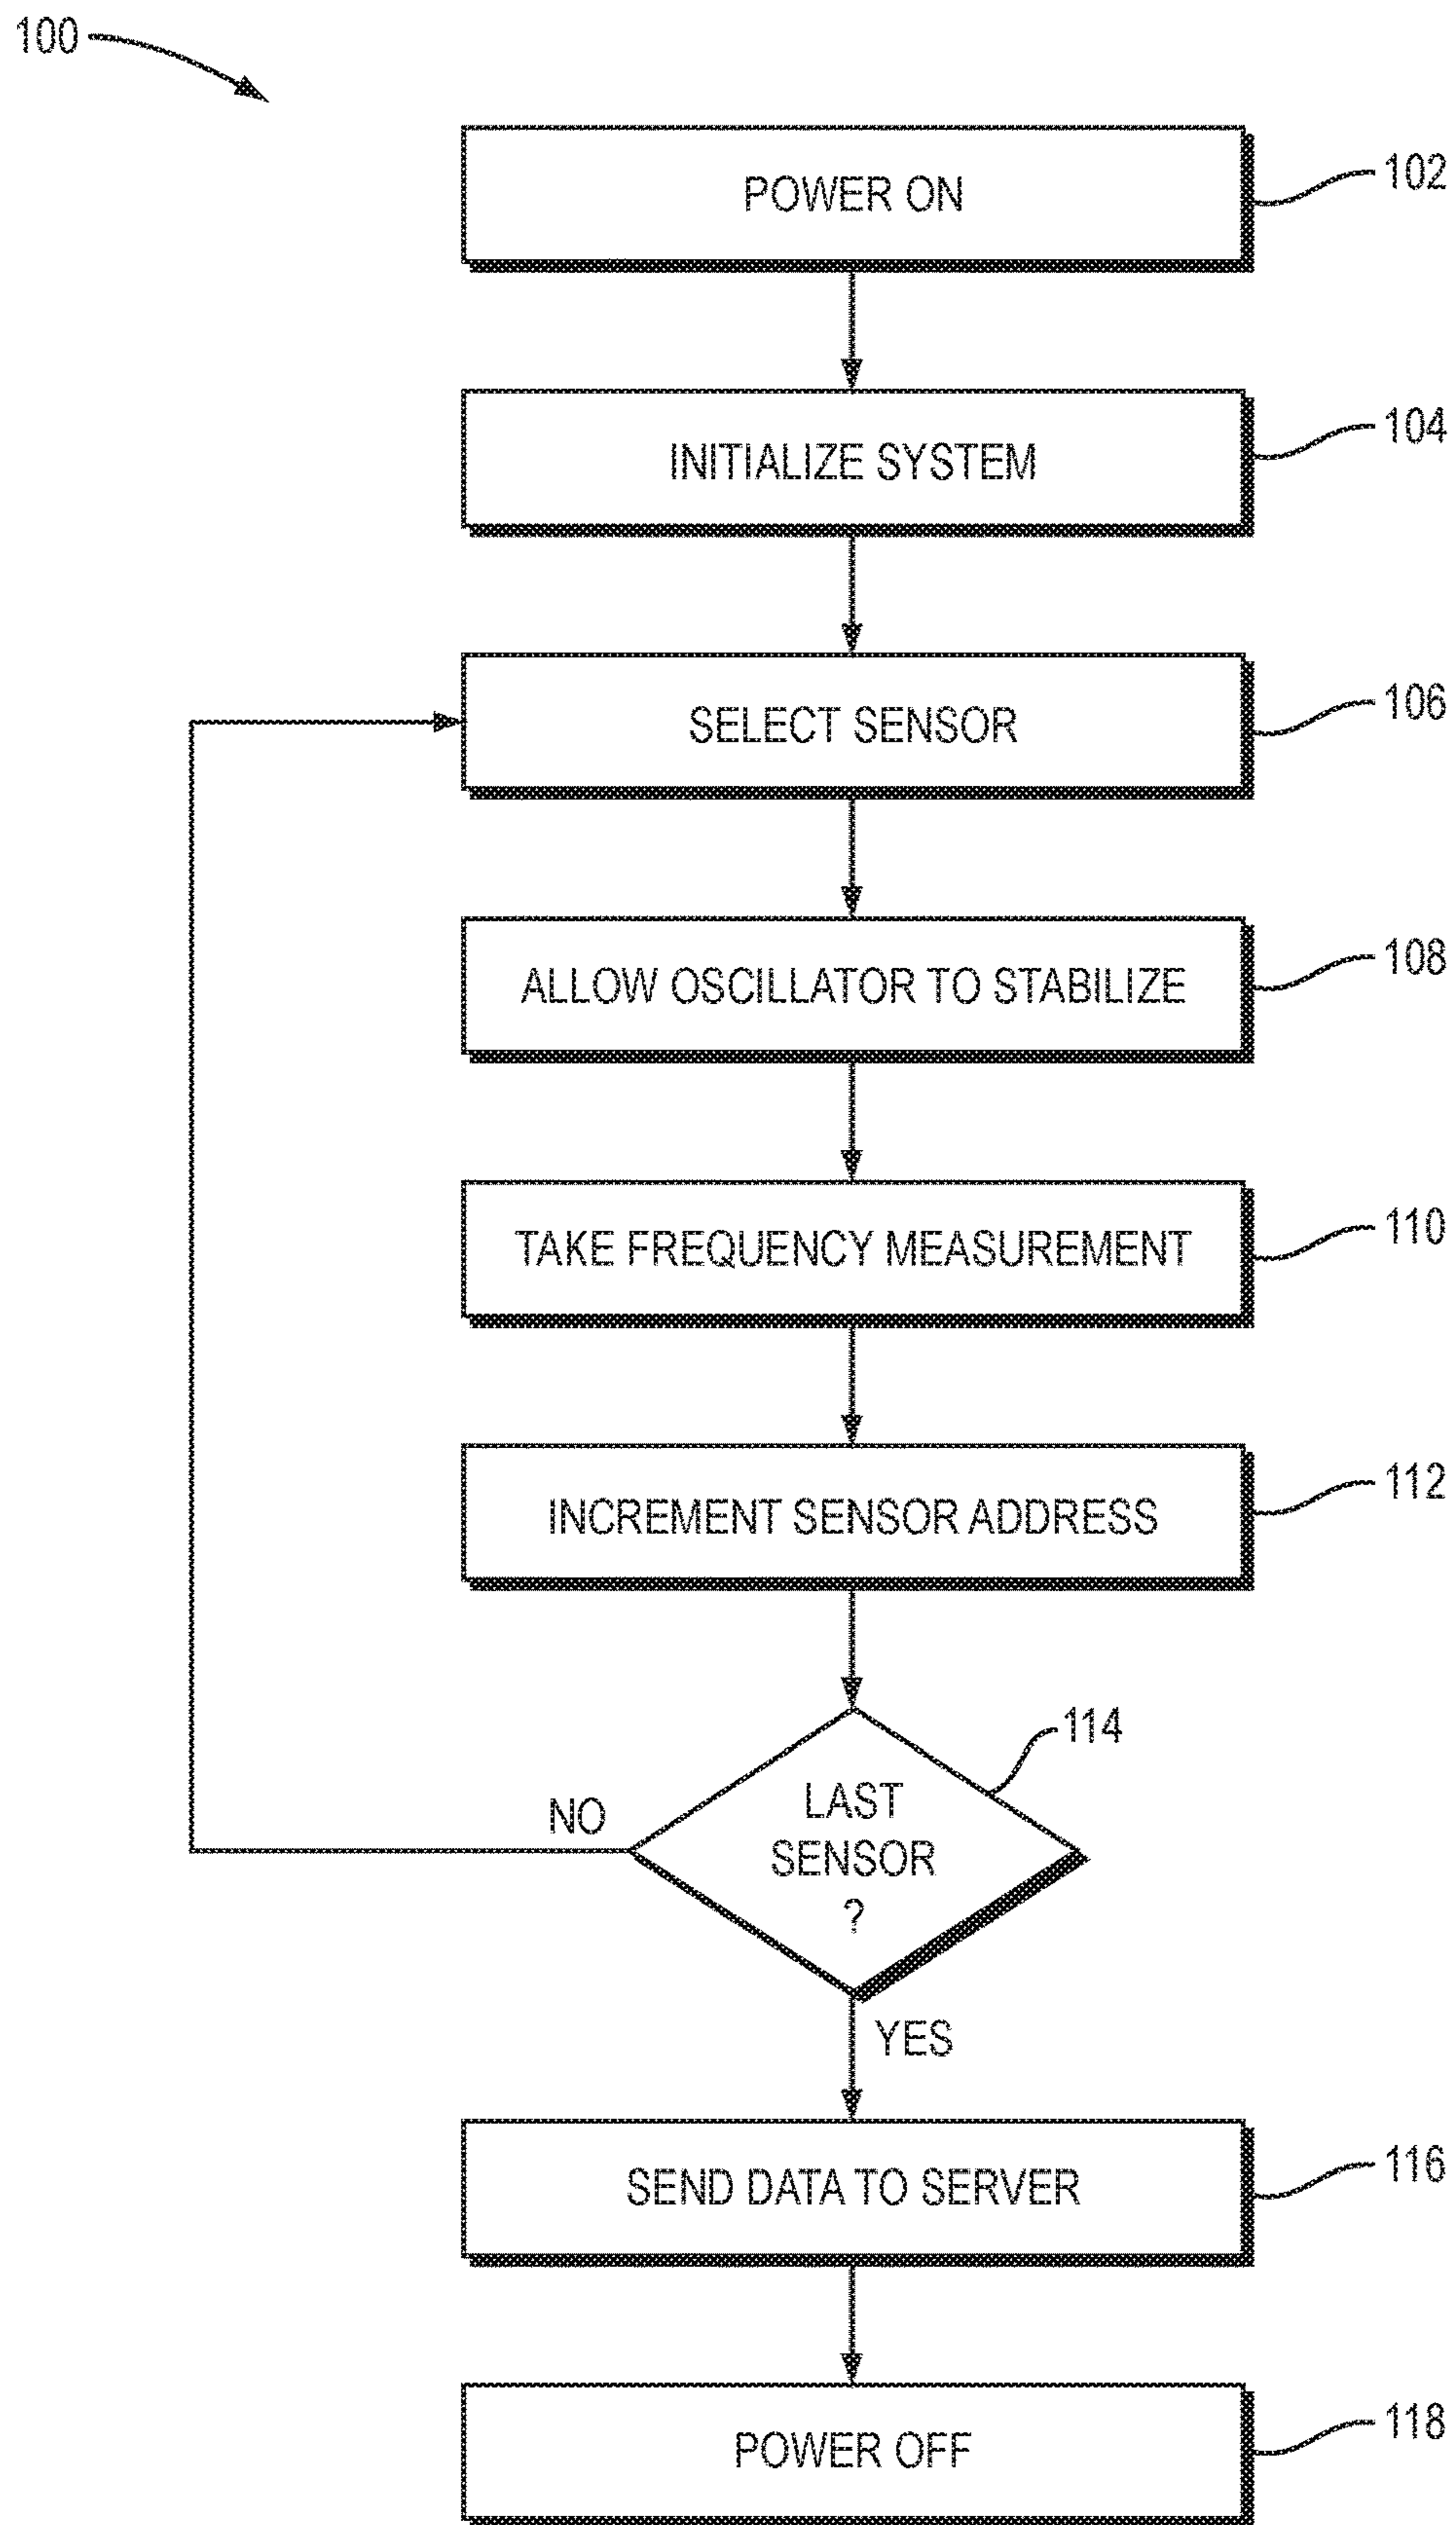 100
POWER ON
102
INITIALIZE SYSTEM
104
SELECT SENSOR
106
ALLOW OSCILLATOR TO STABILIZE
108
TAKE FREQUENCY MEASUREMENT
110
INCREMENT SENSOR ADDRESS
112
114
LAST
SENSOR
?
NO
YES
SEND DATA TO SERVER
116
POWER OFF
118